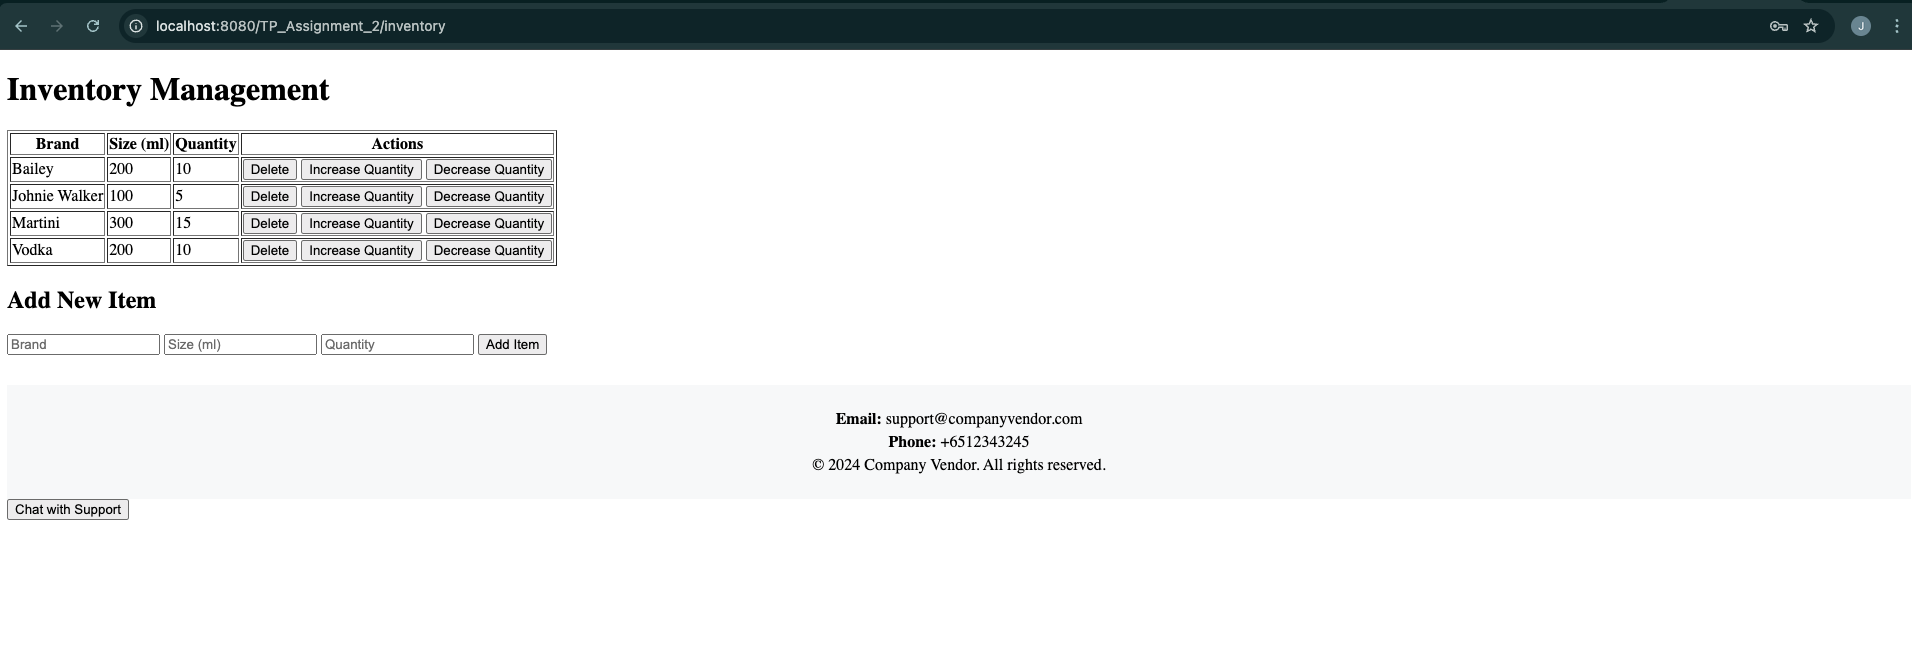 localhost:8080/TP_Assignment_2/inventory
J
Inventory Management
Brand Size (ml) Quantity Actions
Bailey 200 10 Delete Increase Quantity Decrease Quantity
Johnie Walker 100 5 Delete Increase Quantity Decrease Quantity
Martini 300 15 Delete Increase Quantity Decrease Quantity
Vodka 200 10 Delete Increase Quantity Decrease Quantity
Add New Item
Brand Size (ml) Quantity Add Item
Email: support@companyvendor.com
Phone: +6512343245
© 2024 Company Vendor. All rights reserved.
Chat with Support